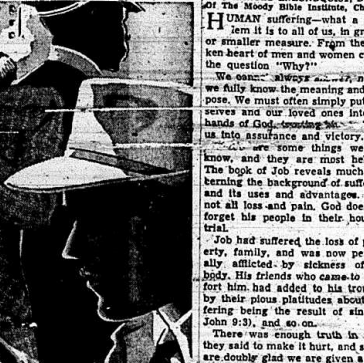 Of The Moody Bible Institute, Ch
HUMAN suffering—what a
lem it is to all of us, in gr
or smaller measure. From the
ken heart of men and women c
the question "Why?"
We always
we fully know the meaning and
pose. We must often simply put
selves and our loved ones int
hands of God,
us into assurance and victory.
are some things we
know, and they are most he
The book of Job reveals much
cerning the background of suff
and its uses and advantages.
not all loss and pain. God doe
forget his people in their hou
trial.
Job had suffered the loss of p
erty, family, and was now pe
ally afflicted by sickness of
body. His friends who came to
fort him had added to his tro
by their pious platitudes abou
fering being the result of sin
John 9:3), and so on.
There was enough truth in
they said to make it hurt, and s
are doubly glad we are given t